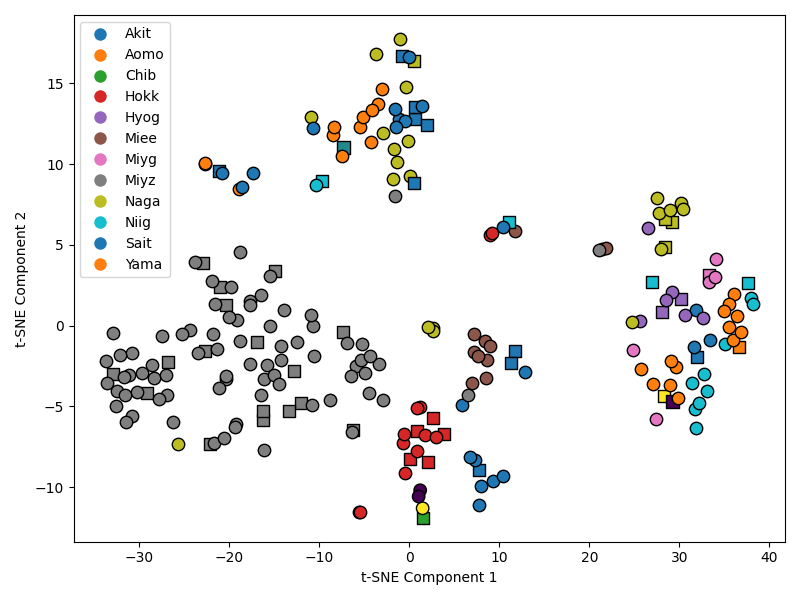 Akit
Aomo
Chib
Hokk
Hyog
Miee
Miyg
Miyz
Naga
Niig
Sait
Yama
15
10
5
0
−5
−10
t-SNE Component 2
−30
−20
−10
0
10
20
30
40
t-SNE Component 1